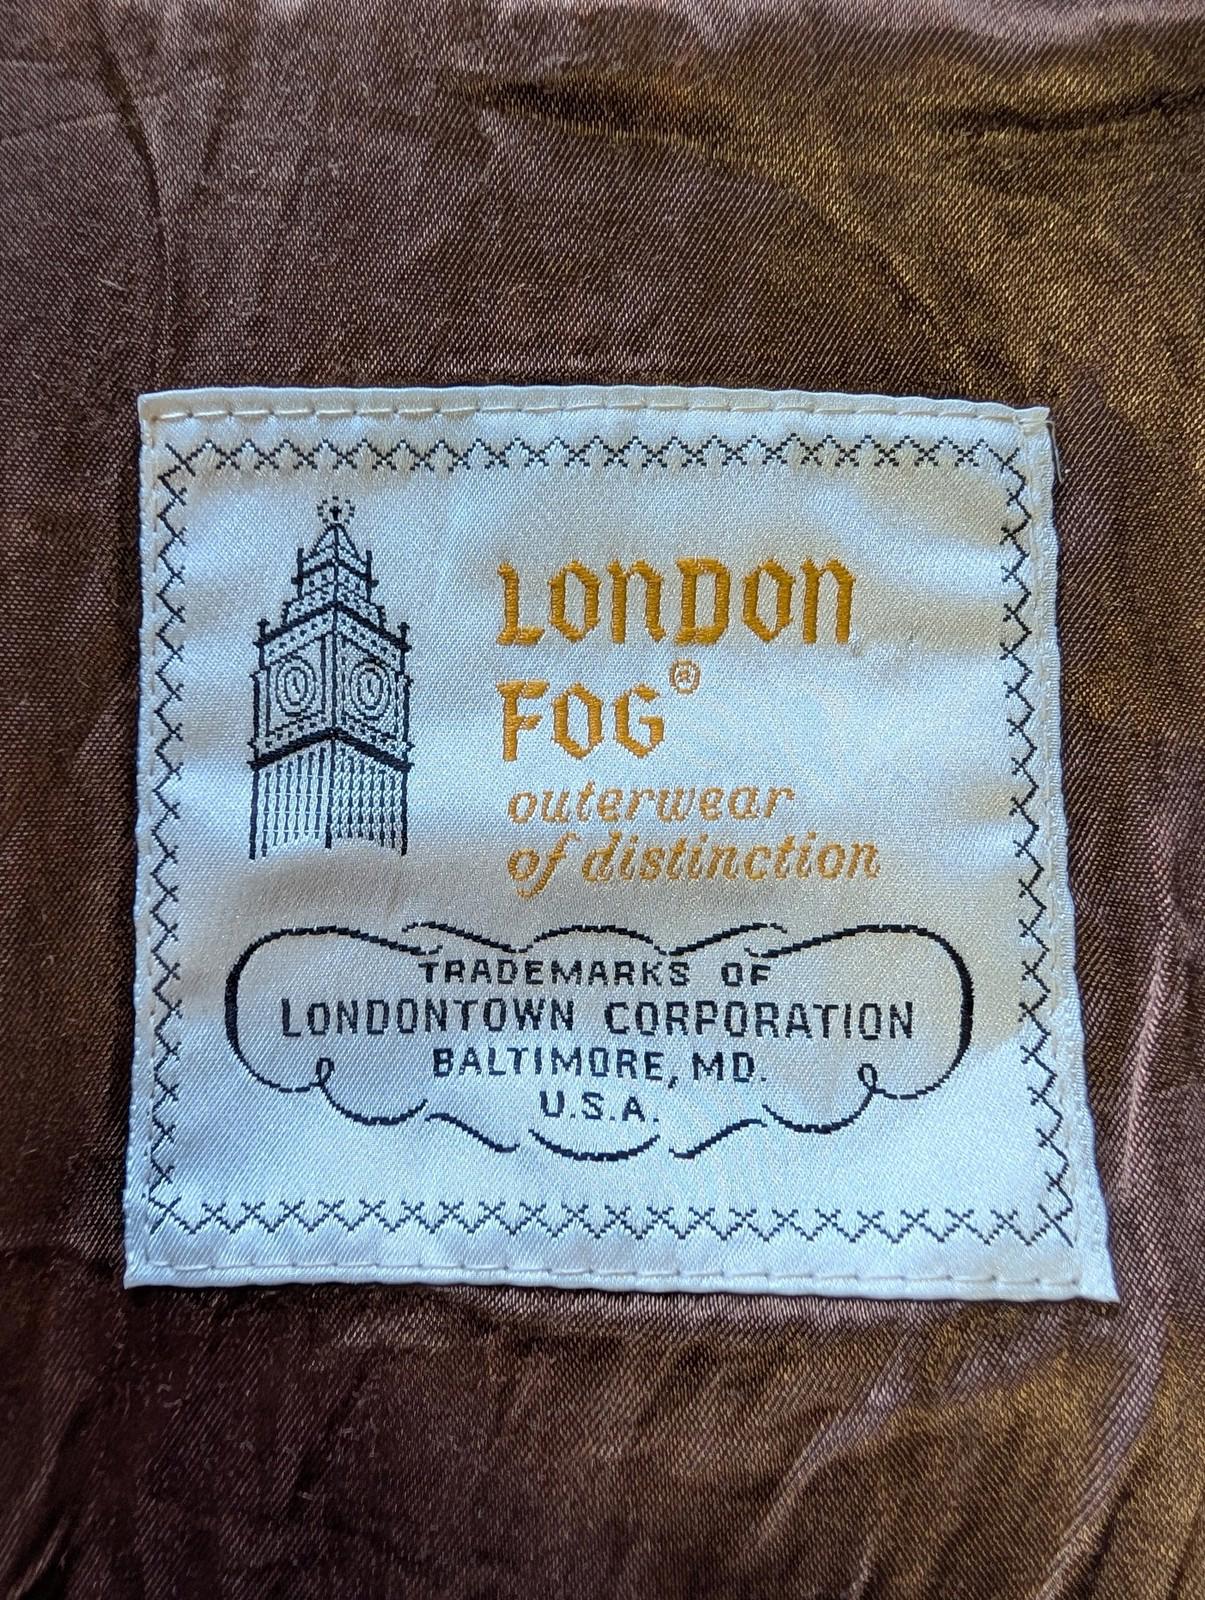 LONDON
FOG®
outerwear
of distinction
TRADEMARKS OF
LONDONTOWN CORPORATION
BALTIMORE, MD.
U.S.A.